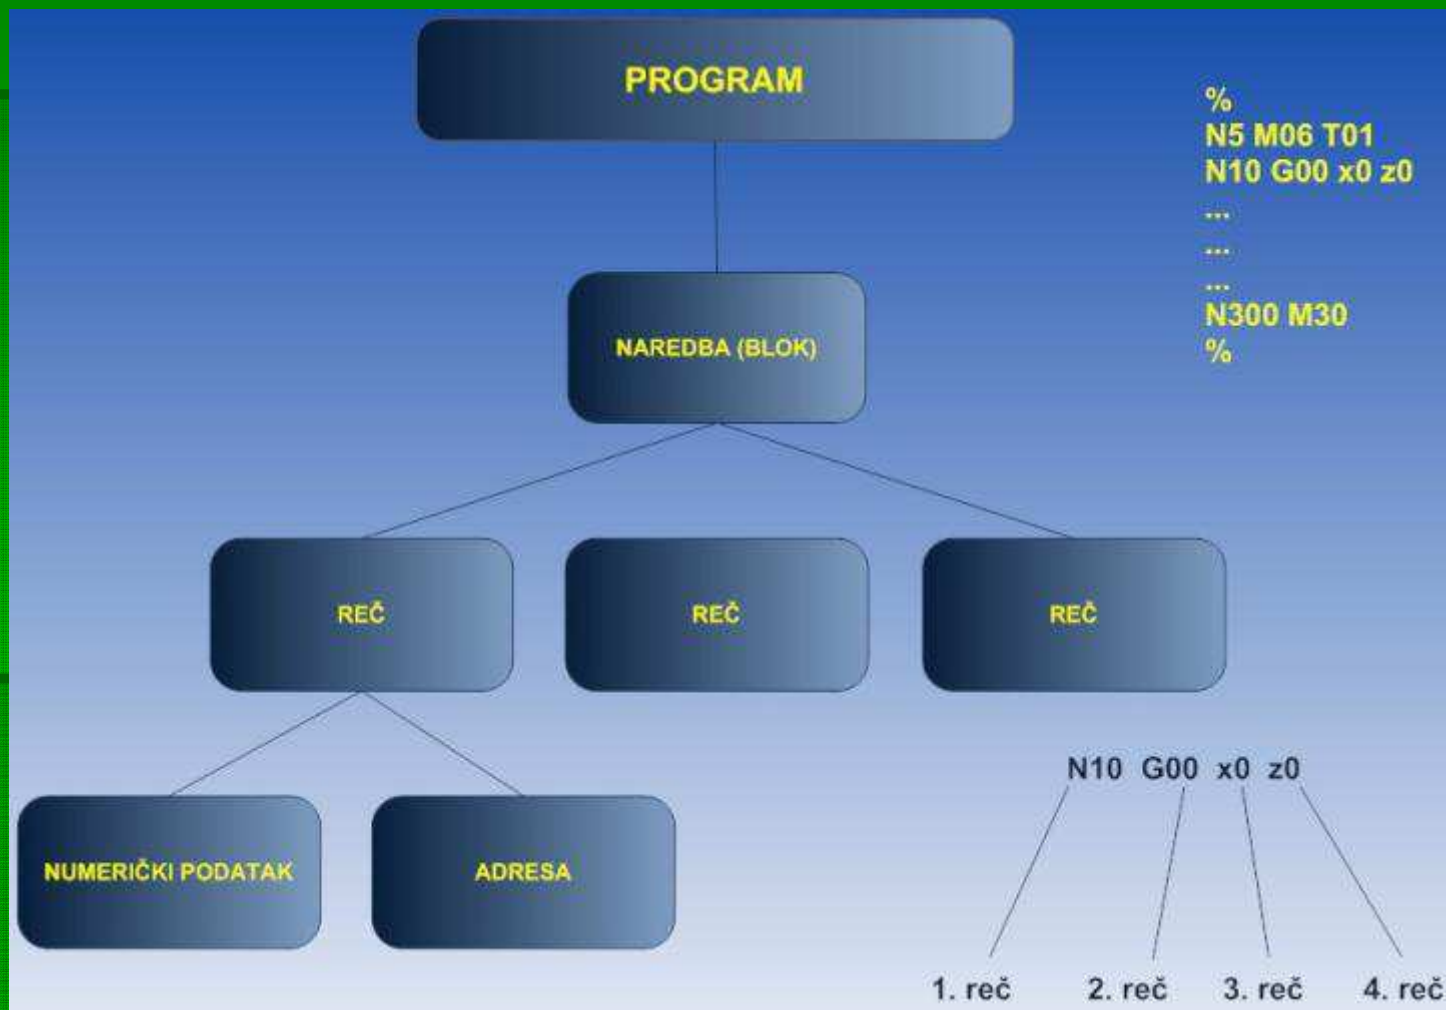 PROGRAM
%
N5 M06 T01
N10 G00 x0 z0
...
...
...
N300 M30
%
NAREDBA (BLOK)
REČ REČ REČ
NUMERIČKI PODATAK ADRESA
N10 G00 x0 z0
1. reč 2. reč 3. reč 4. reč